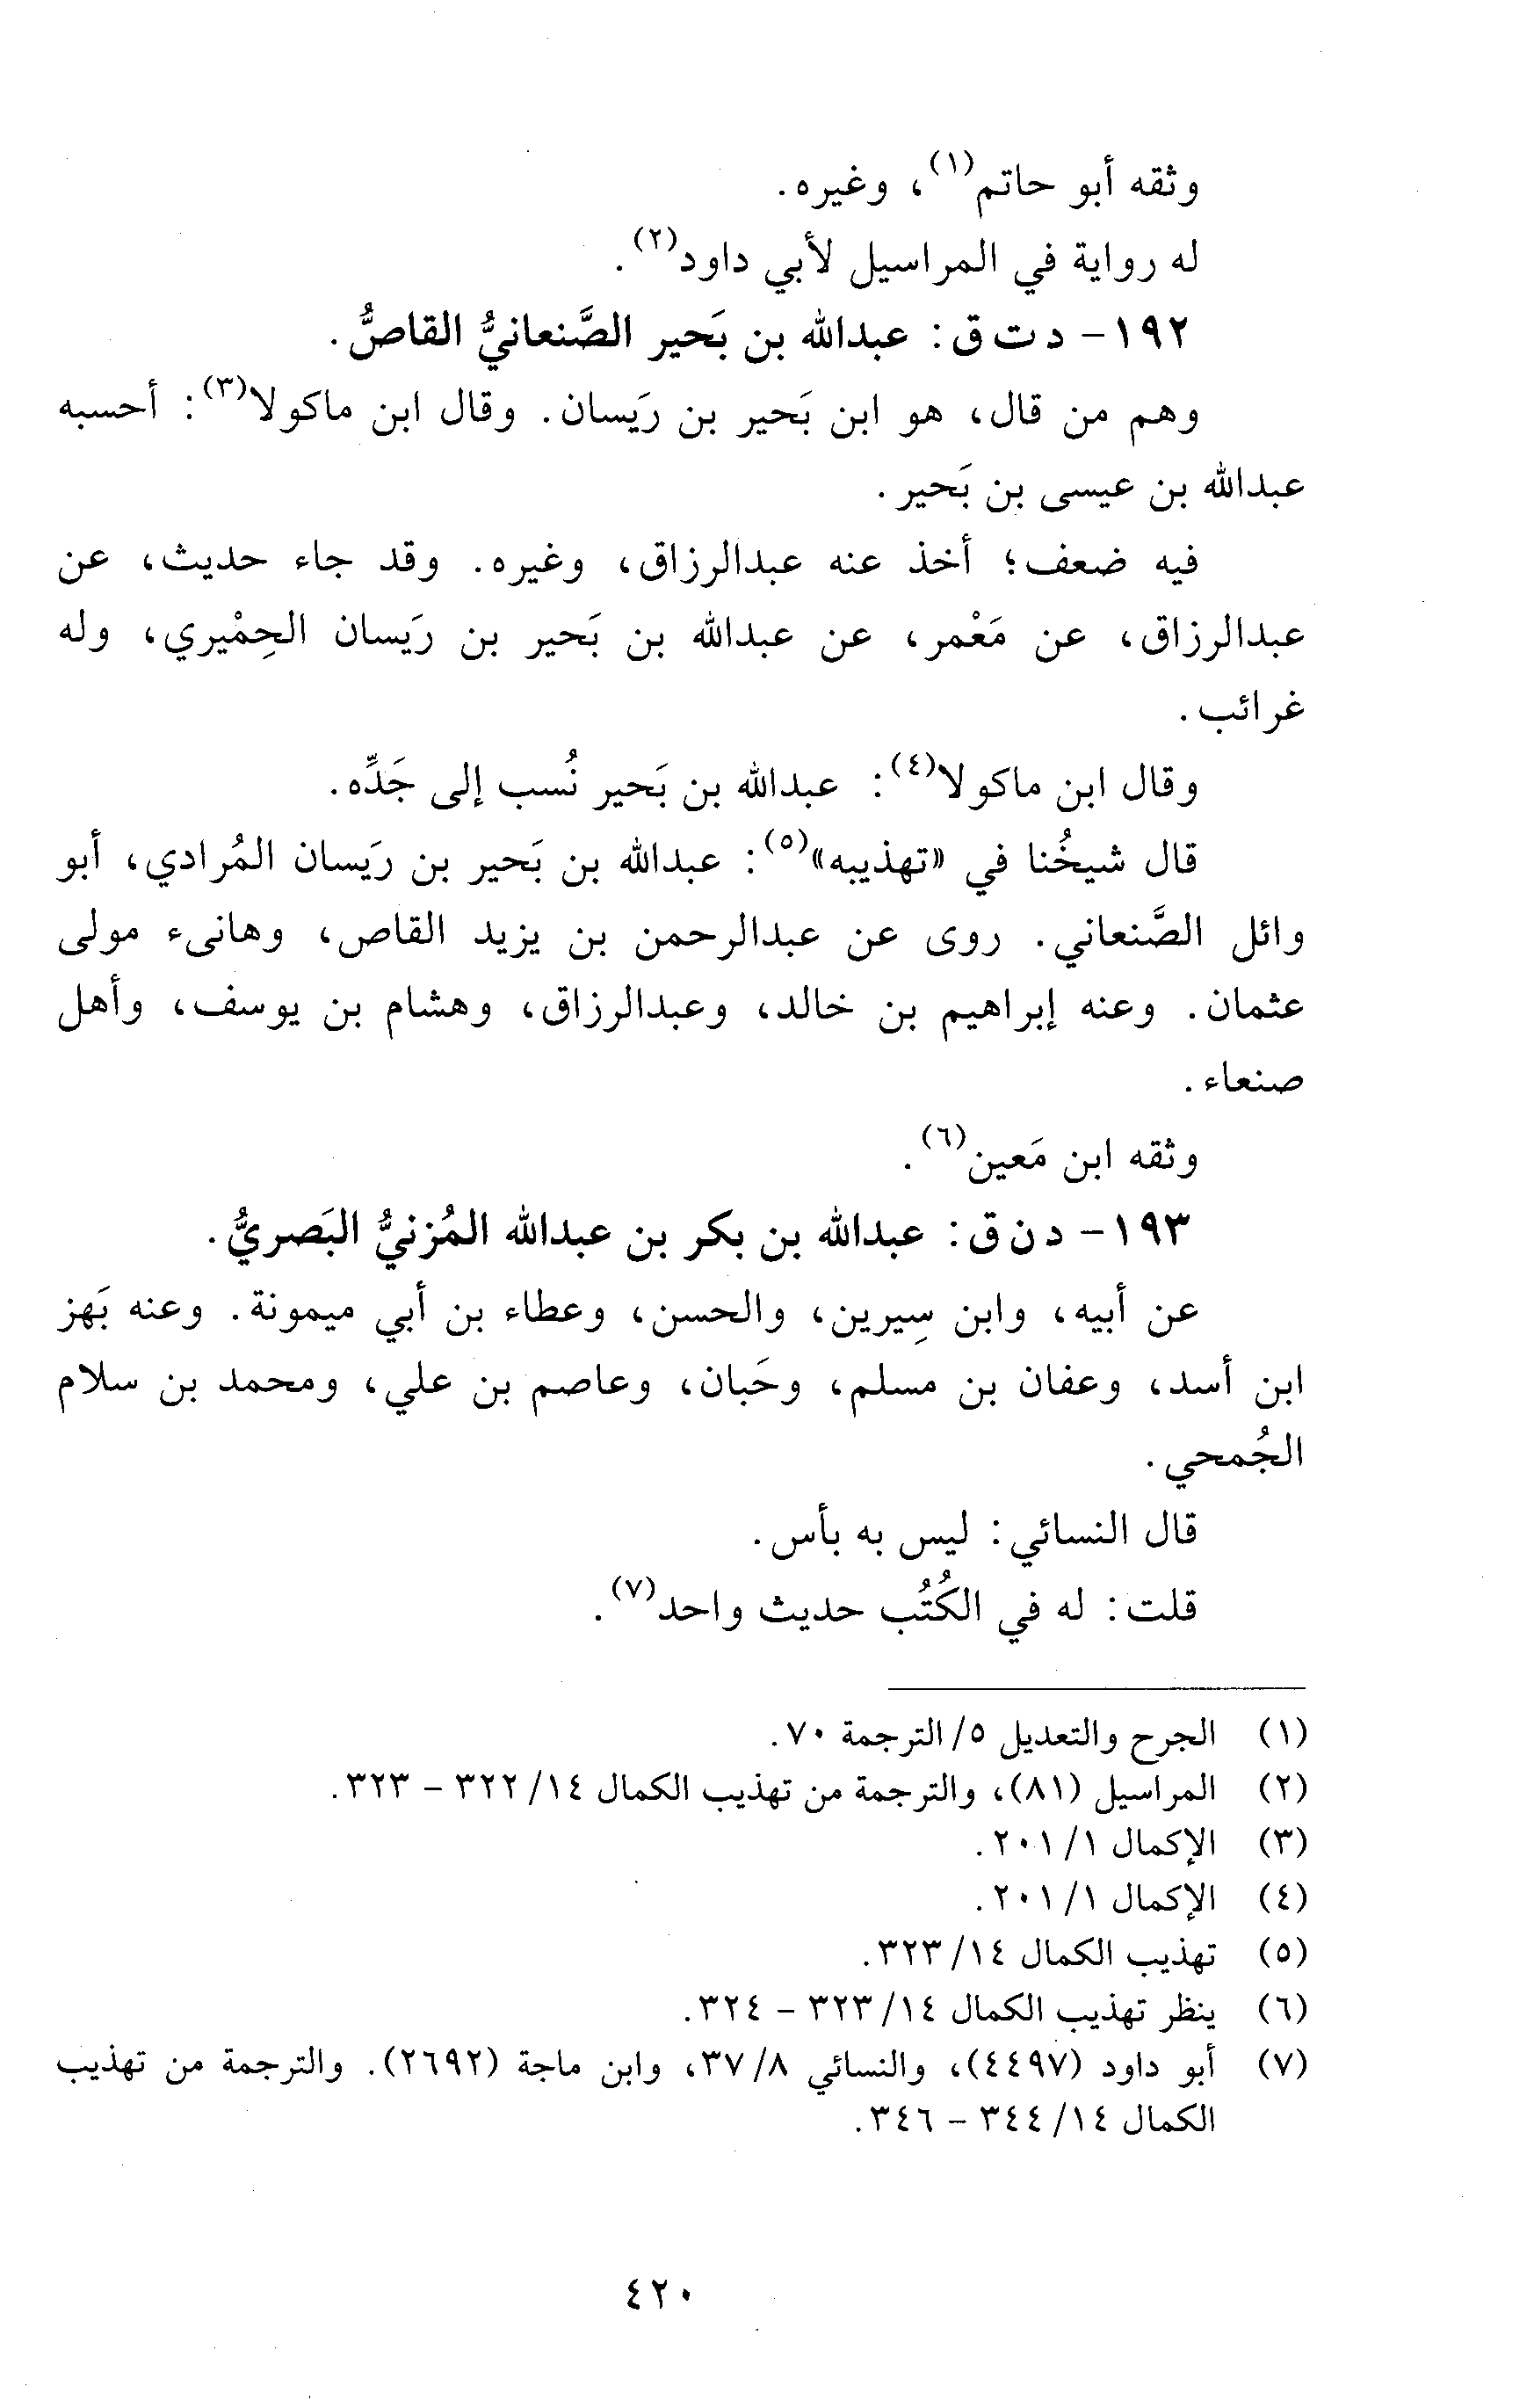 وثقه أبو حاتم(١)، وغيره.
له رواية في المراسيل لأبي داود(٢).
١٩٢- د ت ق: عبدالله بن بَحير الصَّنعانيُّ القاصُّ.
وهم من قال، هو ابن بَحير بن رَيسان. وقال ابن ماكولا(٣): أحسبه
عبدالله بن عيسى بن بَحير.
فيه ضعف؛ أخذ عنه عبدالرزاق، وغيره. وقد جاء حديث، عن
عبدالرزاق، عن مَعْمر، عن عبدالله بن بَحير بن رَيسان الحِمْيري، وله
غرائب.
وقال ابن ماكولا(٤): عبدالله بن بَحير نُسب إلى جَدِّه.
قال شيخُنا في «تهذيبه»(٥): عبدالله بن بَحير بن رَيسان المُرادي، أبو
وائل الصَّنعاني. روى عن عبدالرحمن بن يزيد القاص، وهانىء مولى
عثمان. وعنه إبراهيم بن خالد، وعبدالرزاق، وهشام بن يوسف، وأهل
صنعاء.
وثقه ابن مَعين(٦).
١٩٣- د ن ق: عبدالله بن بكر بن عبدالله المُزنيُّ البَصريُّ.
عن أبيه، وابن سِيرين، والحسن، وعطاء بن أبي ميمونة. وعنه بَهز
ابن أسد، وعفان بن مسلم، وحَبان، وعاصم بن علي، ومحمد بن سلام
الجُمحي.
قال النسائي: ليس به بأس.
قلت: له في الكُتُب حديث واحد(٧).
(١) الجرح والتعديل ٥/ الترجمة ٧٠.
(٢) المراسيل (٨١)، والترجمة من تهذيب الكمال ١٤/ ٣٢٢ - ٣٢٣.
(٣) الإكمال ١/ ٢٠١.
(٤) الإكمال ١/ ٢٠١.
(٥) تهذيب الكمال ١٤/ ٣٢٣.
(٦) ينظر تهذيب الكمال ١٤/ ٣٢٣ - ٣٢٤.
(٧) أبو داود (٤٤٩٧)، والنسائي ٨/ ٣٧، وابن ماجة (٢٦٩٢). والترجمة من تهذيب
الكمال ١٤/ ٣٤٤ - ٣٤٦.
٤٢٠